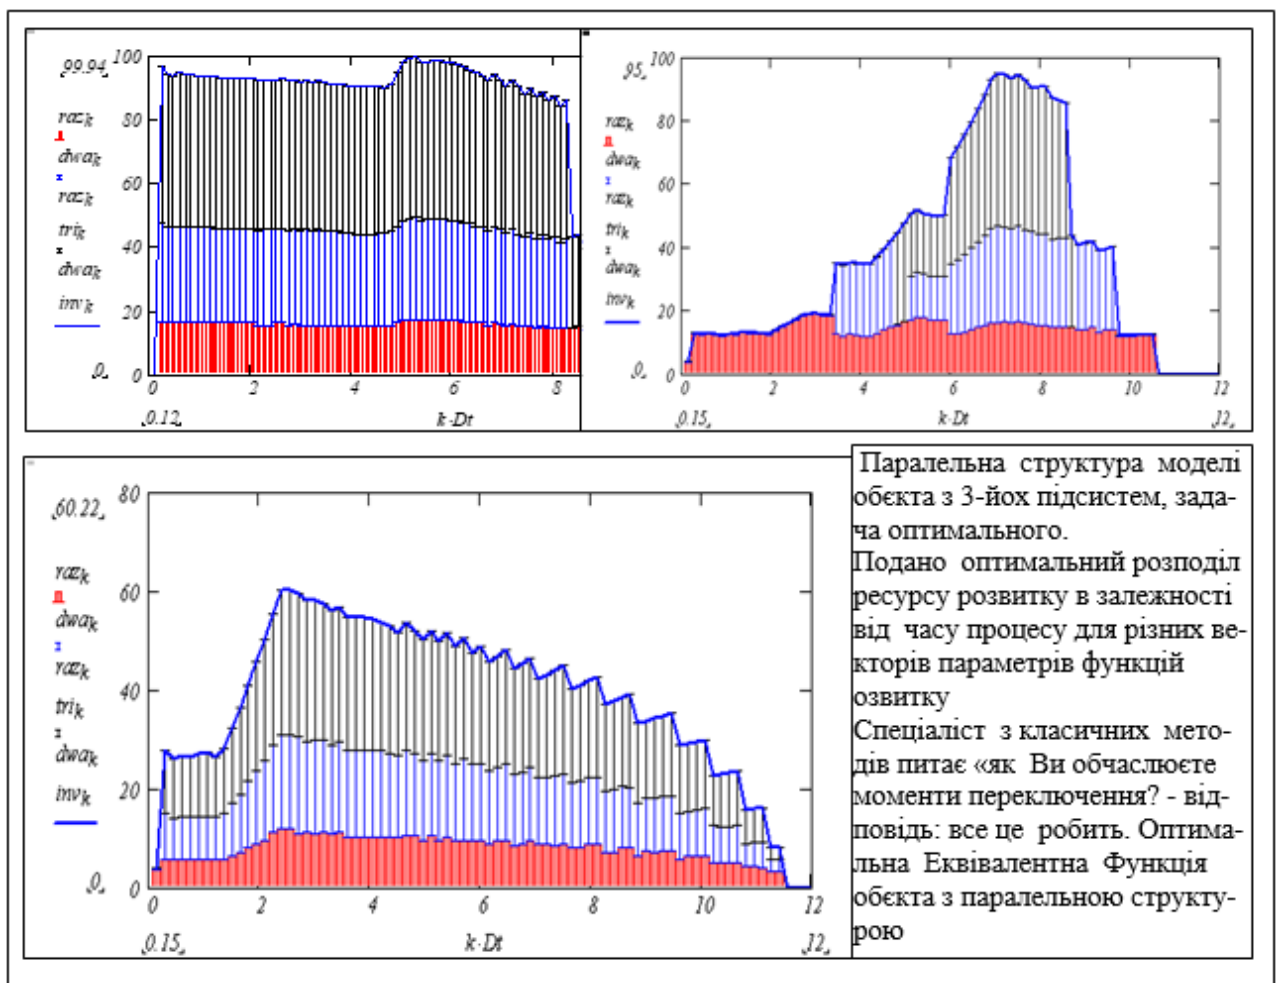 99.94
100
80
60
40
20
0
raz k
dwa k
raz k
tri k
dwa k
inv k
0
0 2 4 6 8
0.12 k·Dt
95
100
80
60
40
20
0
raz k
dwa k
raz k
tri k
dwa k
inv k
0
0 2 4 6 8 10 12
0.15 k·Dt 12
60.22
80
60
40
20
0
raz k
dwa k
raz k
tri k
dwa k
inv k
0
0 2 4 6 8 10 12
0.15 k·Dt 12
Паралельна структура моделі
обєкта з 3-йох підсистем, зада-
ча оптимального.
Подано оптимальний розподіл
ресурсу розвитку в залежності
від часу процесу для різних ве-
кторів параметрів функцій
озвитку
Спеціаліст з класичних мето-
дів питає «як Ви обчаслюєте
моменти переключення? - від-
повідь: все це робить. Оптима-
льна Еквівалентна Функція
обєкта з паралельною структу-
рою